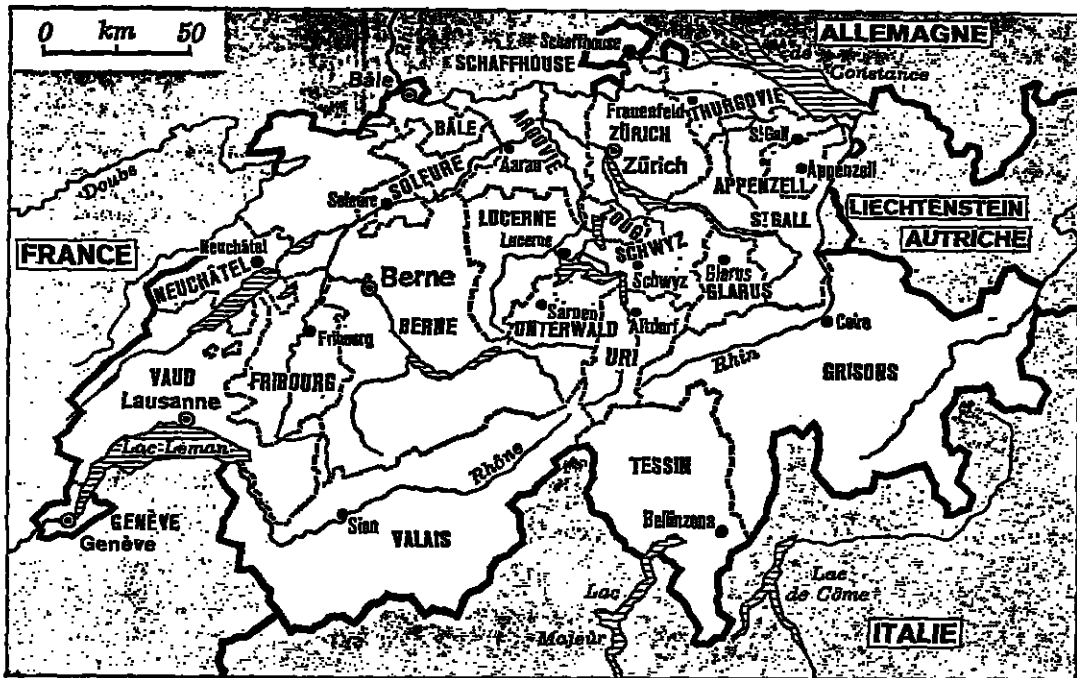 0 km 50
ALLEMAGNE
Schaffhouse
SCHAFFHOUSE
Lac de Constance
Bâle
Rhin
Frauenfeld
THURGOVIE
BÂLE
ARGOVIE
ZÜRICH
Zürich
St Gall
Aarau
Appenzell
APPENZELL
Doubs
SOLEURE
Soleure
LUCERNE
Lucerne
ZOUG
ST GALL
LIECHTENSTEIN
AUTRICHE
FRANCE
Neuchâtel
NEUCHÂTEL
SCHWYZ
Schwyz
Glarus
GLARUS
Berne
BERNE
Sarnen
UNTERWALD
Altdorf
Coire
Fribourg
FRIBOURG
URI
Rhin
GRISONS
VAUD
Lausanne
Lac Léman
Rhône
TESSIN
Sion
VALAIS
Bellinzona
GENÈVE
Genève
Lac
Majeur
Lac
de Côme
ITALIE